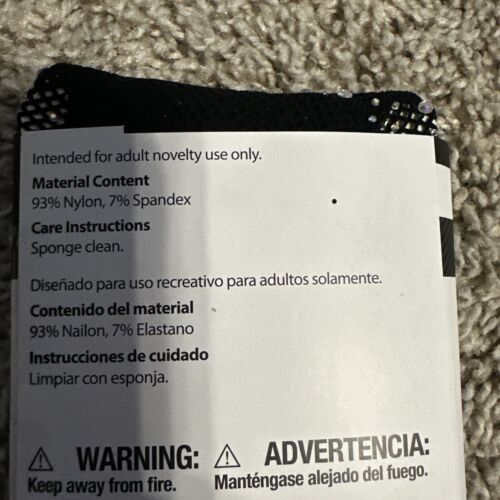 Intended for adult novelty use only.
Material Content
93% Nylon, 7% Spandex
Care Instructions
Sponge clean.
Diseñado para uso recreativo para adultos solamente.
Contenido del material
93% Nailon, 7% Elastano
Instrucciones de cuidado
Limpiar con esponja.
⚠ WARNING:
Keep away from fire.
⚠ ADVERTENCIA:
Manténgase alejado del fuego.